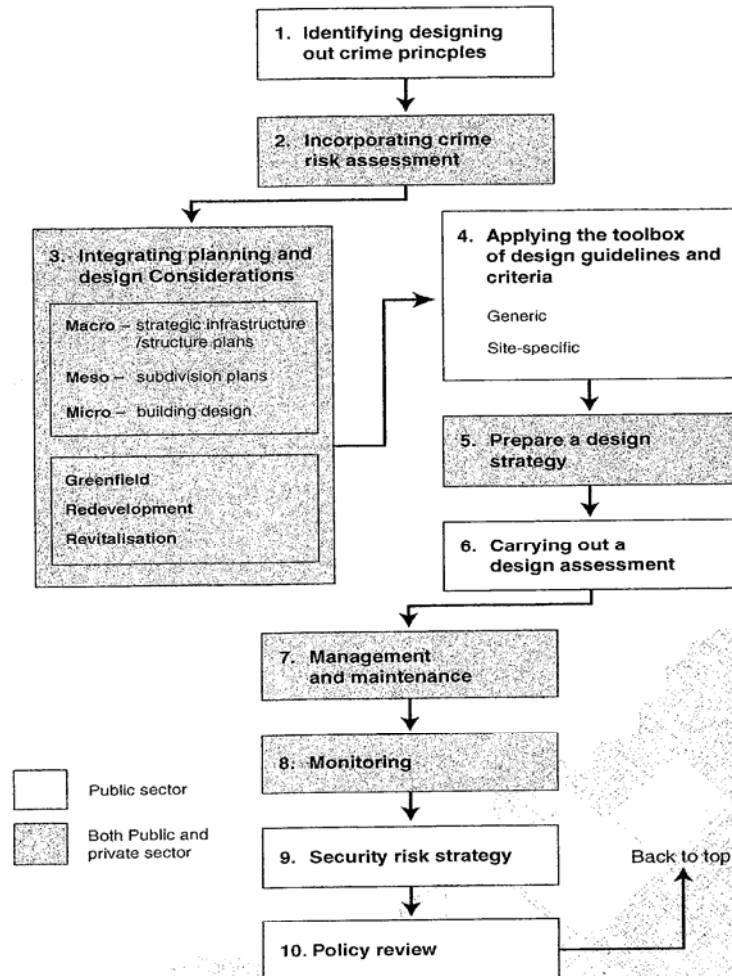 1. Identifying designing
out crime princples
2. Incorporating crime
risk assessment
3. Integrating planning and
design Considerations
Macro – strategic infrastructure
/structure plans
Meso – subdivision plans
Micro – building design
Greenfield
Redevelopment
Revitalisation
4. Applying the toolbox
of design guidelines and
criteria
Generic
Site-specific
5. Prepare a design
strategy
6. Carrying out a
design assessment
7. Management
and maintenance
8. Monitoring
9. Security risk strategy
10. Policy review
Back to top
Public sector
Both Public and
private sector